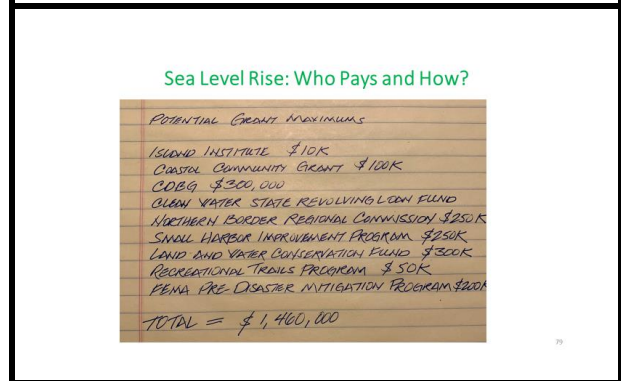 Sea Level Rise: Who Pays and How?
POTENTIAL GRANT MAXIMUMS
ISLAND INSTITUTE $10K
COASTAL COMMUNITY GRANT $100K
CDBG $300,000
CLEAN WATER STATE REVOLVING LOAN FUND
NORTHERN BORDER REGIONAL COMMISSION $250K
SMALL HARBOR IMPROVEMENT PROGRAM $250K
LAND AND WATER CONSERVATION FUND $300K
RECREATIONAL TRAILS PROGRAM $50K
FEMA PRE-DISASTER MITIGATION PROGRAM $200K
TOTAL = $1,460,000
79